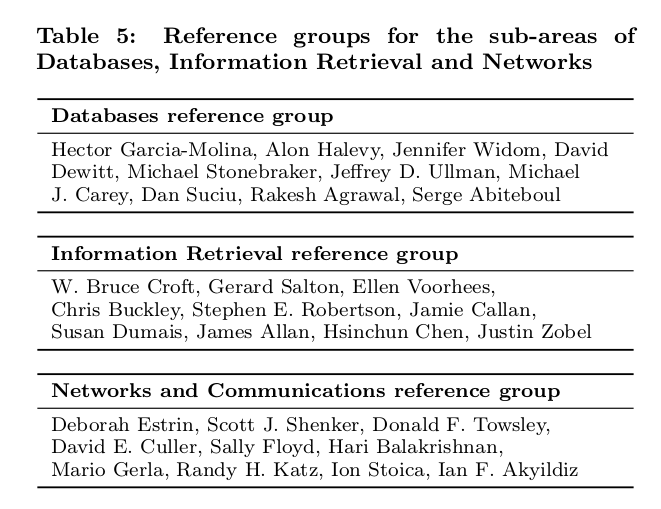 Table 5: Reference groups for the sub-areas of
Databases, Information Retrieval and Networks
Databases reference group
Hector Garcia-Molina, Alon Halevy, Jennifer Widom, David
Dewitt, Michael Stonebraker, Jeffrey D. Ullman, Michael
J. Carey, Dan Suciu, Rakesh Agrawal, Serge Abiteboul
Information Retrieval reference group
W. Bruce Croft, Gerard Salton, Ellen Voorhees,
Chris Buckley, Stephen E. Robertson, Jamie Callan,
Susan Dumais, James Allan, Hsinchun Chen, Justin Zobel
Networks and Communications reference group
Deborah Estrin, Scott J. Shenker, Donald F. Towsley,
David E. Culler, Sally Floyd, Hari Balakrishnan,
Mario Gerla, Randy H. Katz, Ion Stoica, Ian F. Akyildiz